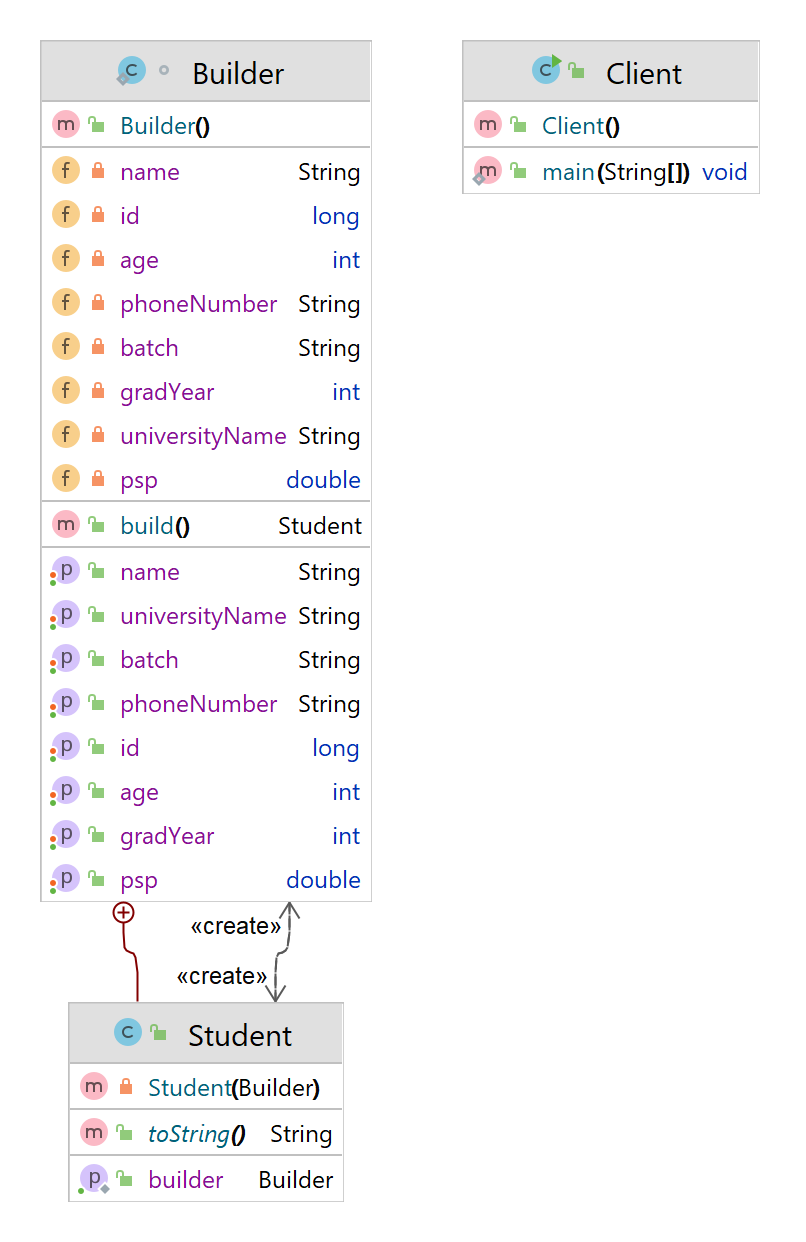 Builder
Builder()
name String
id long
age int
phoneNumber String
batch String
gradYear int
universityName String
psp double
build() Student
name String
universityName String
batch String
phoneNumber String
id long
age int
gradYear int
psp double
«create»
«create»
Student
Student(Builder)
toString() String
builder Builder
Client
Client()
main(String[]) void